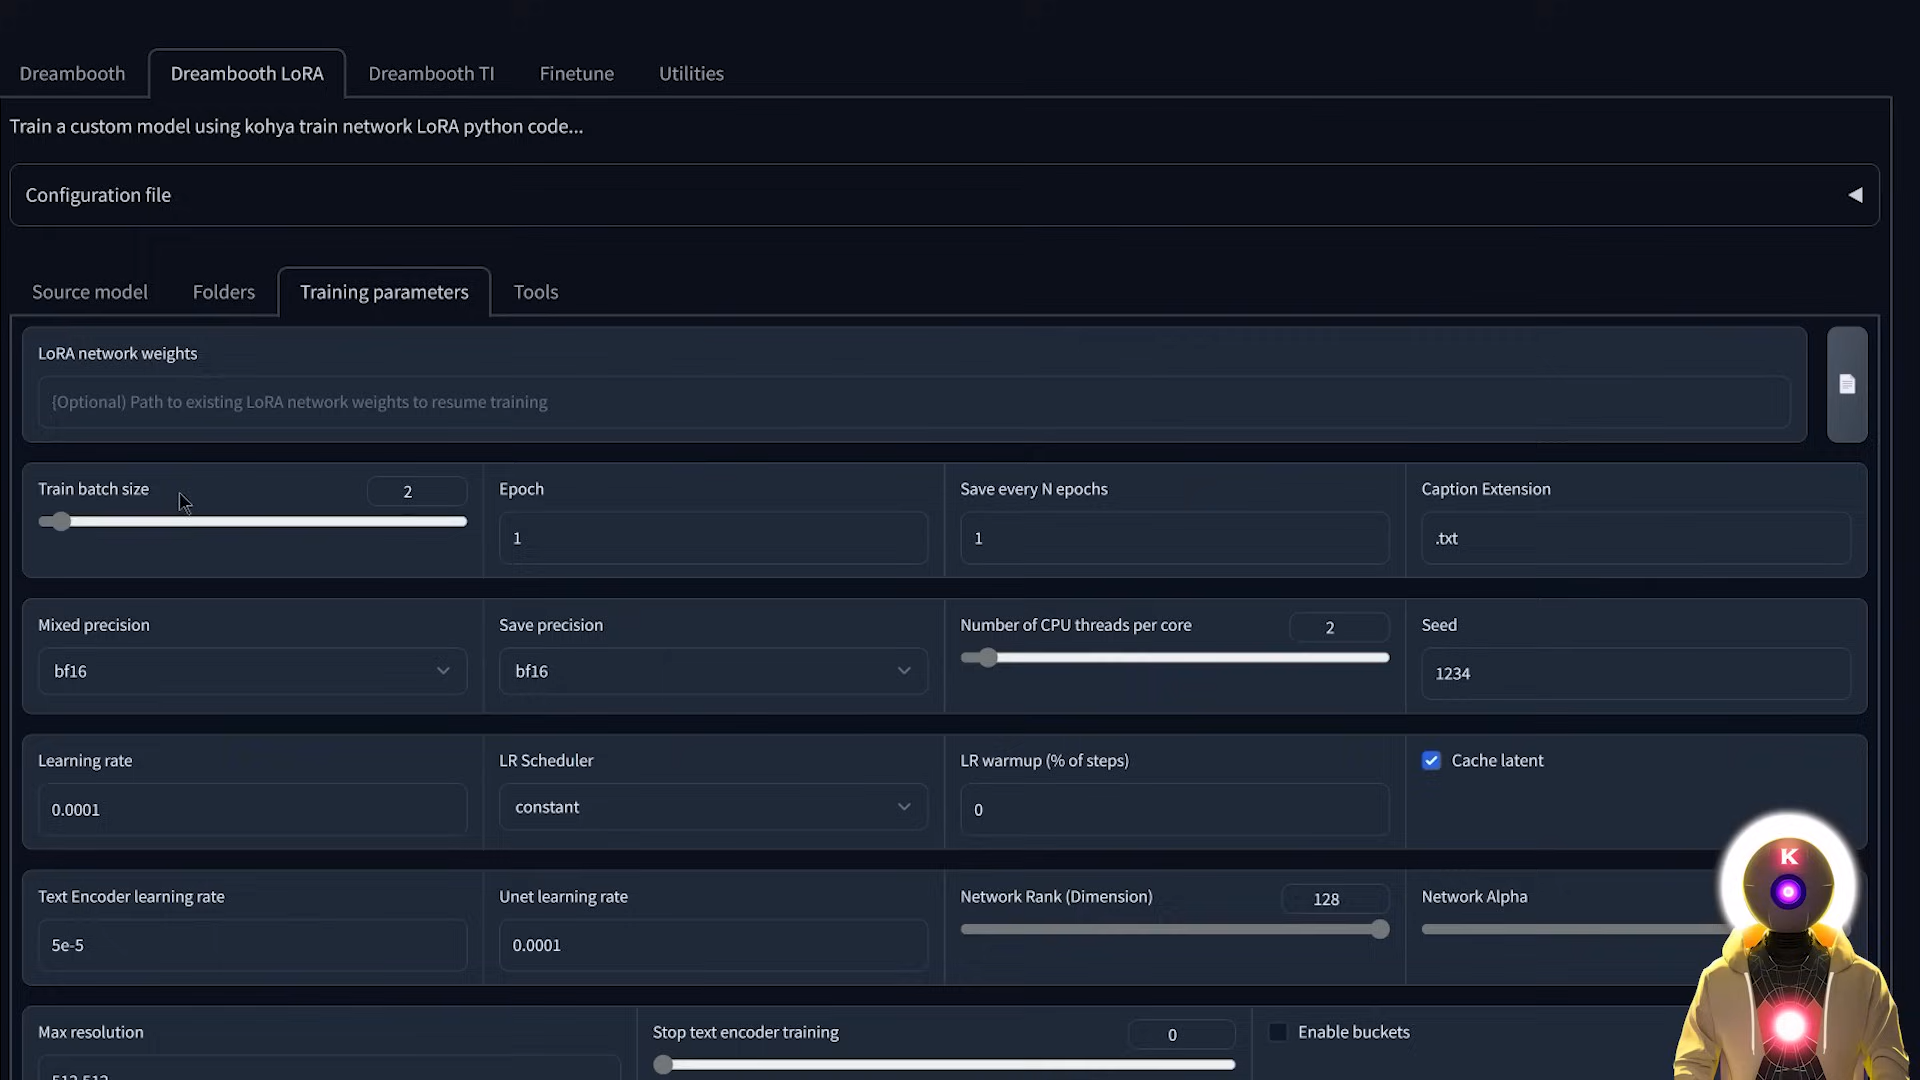 Dreambooth
Dreambooth LoRA
Dreambooth TI
Finetune
Utilities
Train a custom model using kohya train network LoRA python code...
Configuration file
Source model
Folders
Training parameters
Tools
LoRA network weights
{Optional) Path to existing LoRA network weights to resume training
Train batch size
2
Epoch
1
Save every N epochs
1
Caption Extension
.txt
Mixed precision
bf16
Save precision
bf16
Number of CPU threads per core
2
Seed
1234
Learning rate
0.0001
LR Scheduler
constant
LR warmup (% of steps)
0
Cache latent
Text Encoder learning rate
5e-5
Unet learning rate
0.0001
Network Rank (Dimension)
128
Network Alpha
K
Max resolution
Stop text encoder training
0
Enable buckets